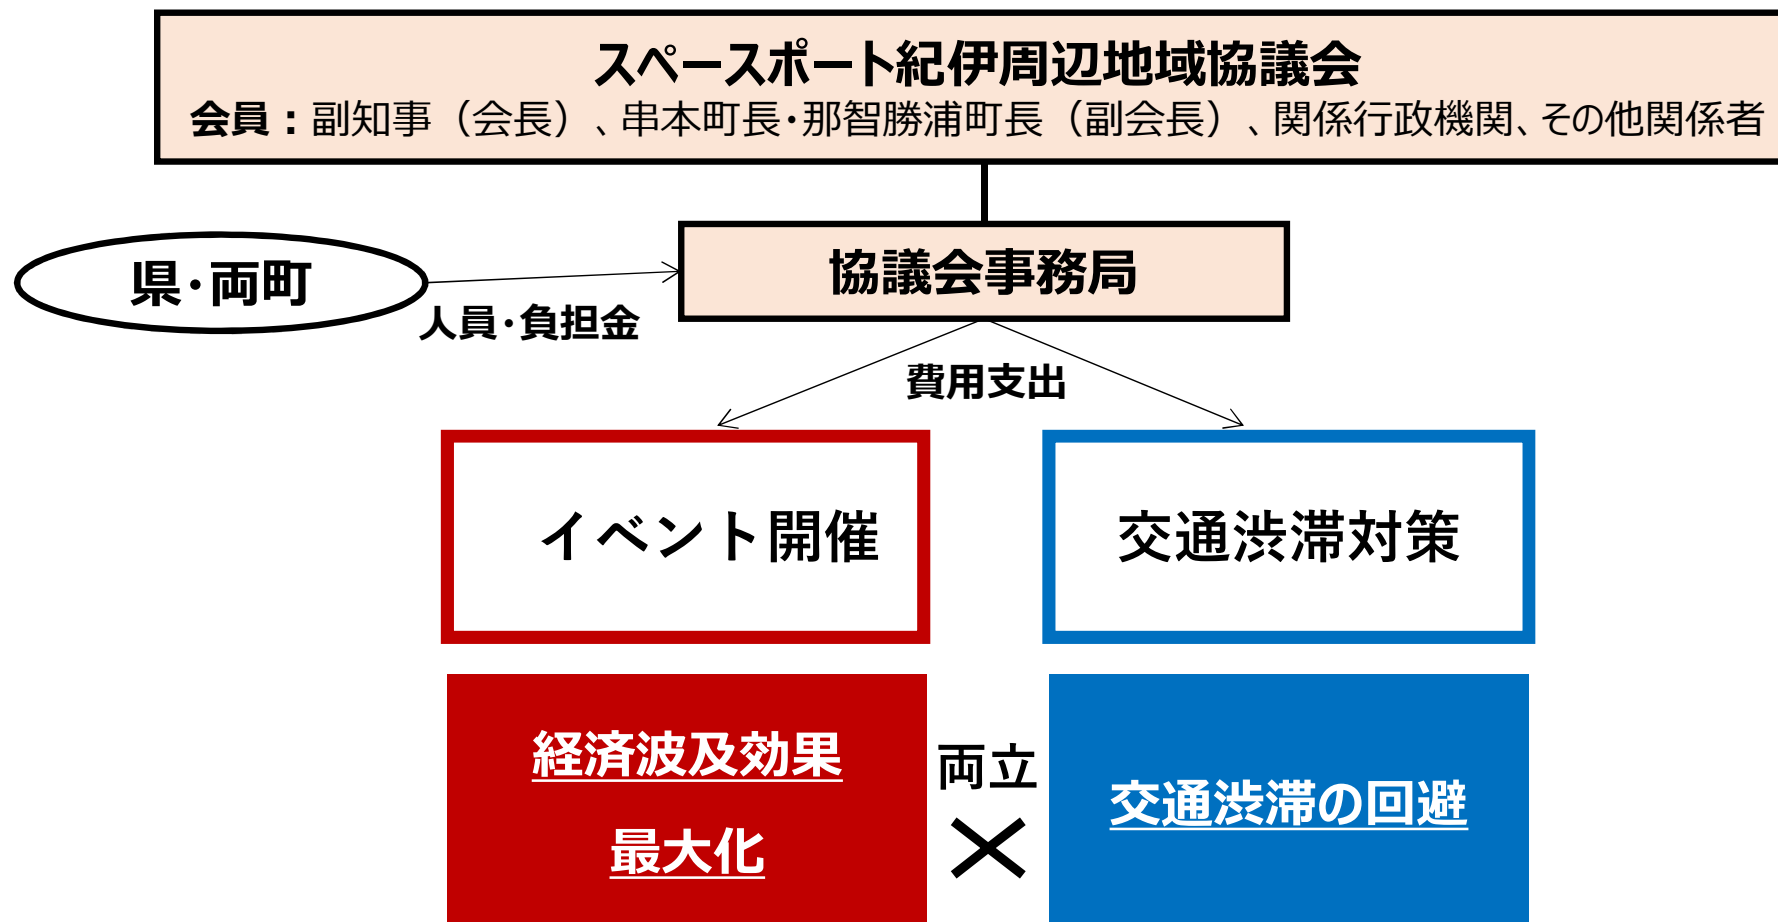 スペースポート紀伊周辺地域協議会
会員：副知事（会長）、串本町長・那智勝浦町長（副会長）、関係行政機関、その他関係者
県・両町
協議会事務局
人員・負担金
費用支出
イベント開催
交通渋滞対策
経済波及効果
最大化
両立
×
交通渋滞の回避